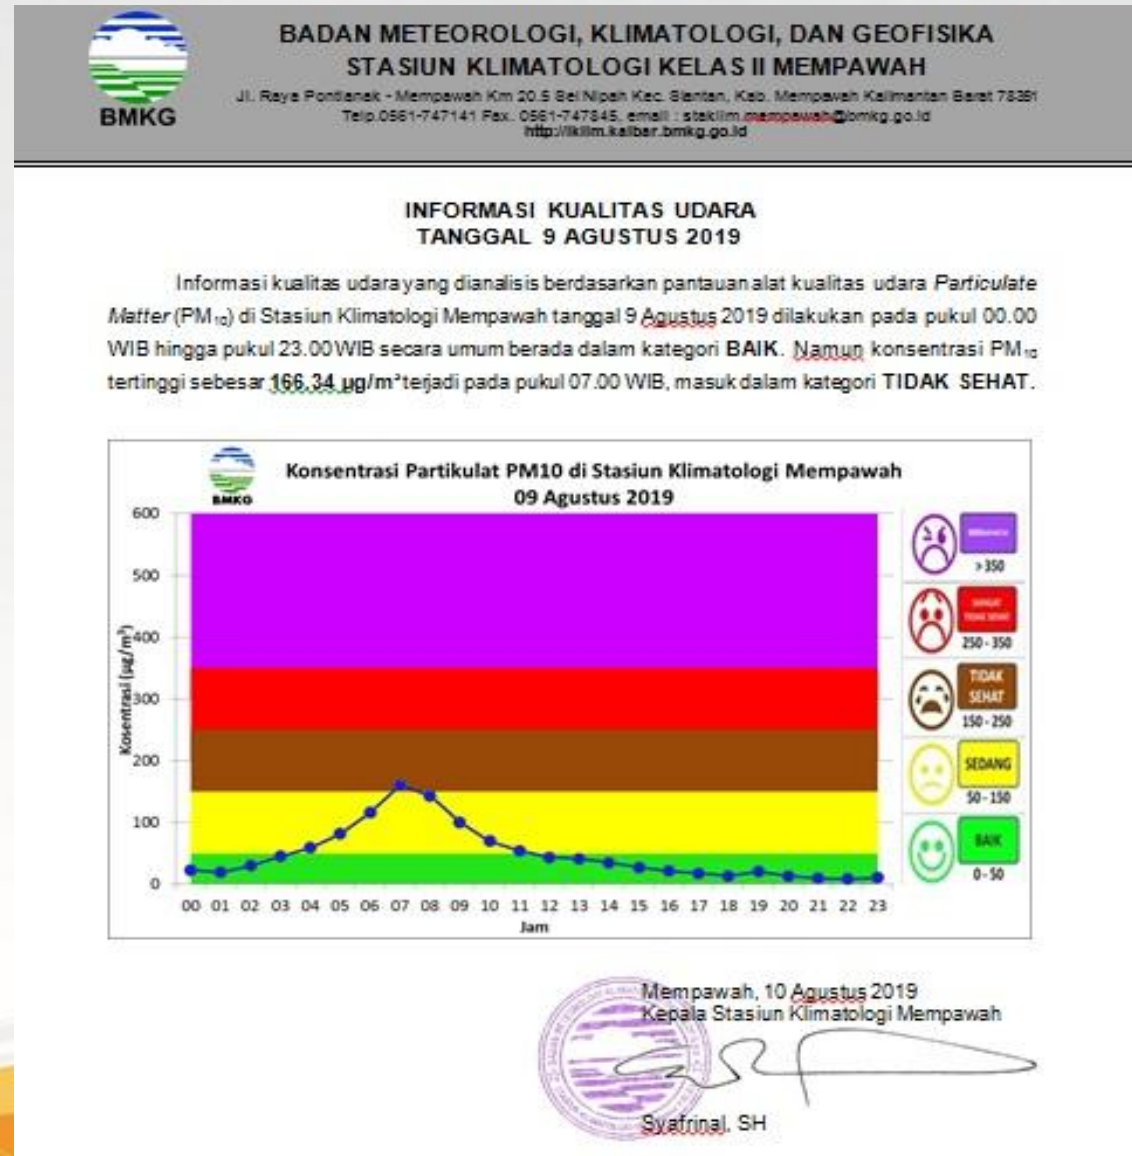 BMKG
BADAN METEOROLOGI, KLIMATOLOGI, DAN GEOFISIKA
STASIUN KLIMATOLOGI KELAS II MEMPAWAH
Jl. Raya Pontianak - Mempawah Km 20.5 Sei Nipah Kec. Siantan, Kab. Mempawah Kalimantan Barat 78351
Telp.0561-747141 Fax. 0561-747845, email : staklim.mempawah@bmkg.go.id
http://iklim.kalbar.bmkg.go.id
INFORMASI KUALITAS UDARA
TANGGAL 9 AGUSTUS 2019
Informasi kualitas udara yang dianalisis berdasarkan pantauan alat kualitas udara Particulate
Matter (PM₁₀) di Stasiun Klimatologi Mempawah tanggal 9 Agustus 2019 dilakukan pada pukul 00.00
WIB hingga pukul 23.00 WIB secara umum berada dalam kategori BAIK. Namun konsentrasi PM₁₀
tertinggi sebesar 166,34 µg/m³ terjadi pada pukul 07.00 WIB, masuk dalam kategori TIDAK SEHAT.
BMKG
Konsentrasi Partikulat PM10 di Stasiun Klimatologi Mempawah
09 Agustus 2019
Kosentrasi (µg/m³)
600
500
400
300
200
100
0
00 01 02 03 04 05 06 07 08 09 10 11 12 13 14 15 16 17 18 19 20 21 22 23
Jam
>350
SANGAT
TIDAK SEHAT
250 - 350
TIDAK
SEHAT
150 - 250
SEDANG
50 - 150
BAIK
0 - 50
Mempawah, 10 Agustus 2019
Kepala Stasiun Klimatologi Mempawah
Syafrinal, SH